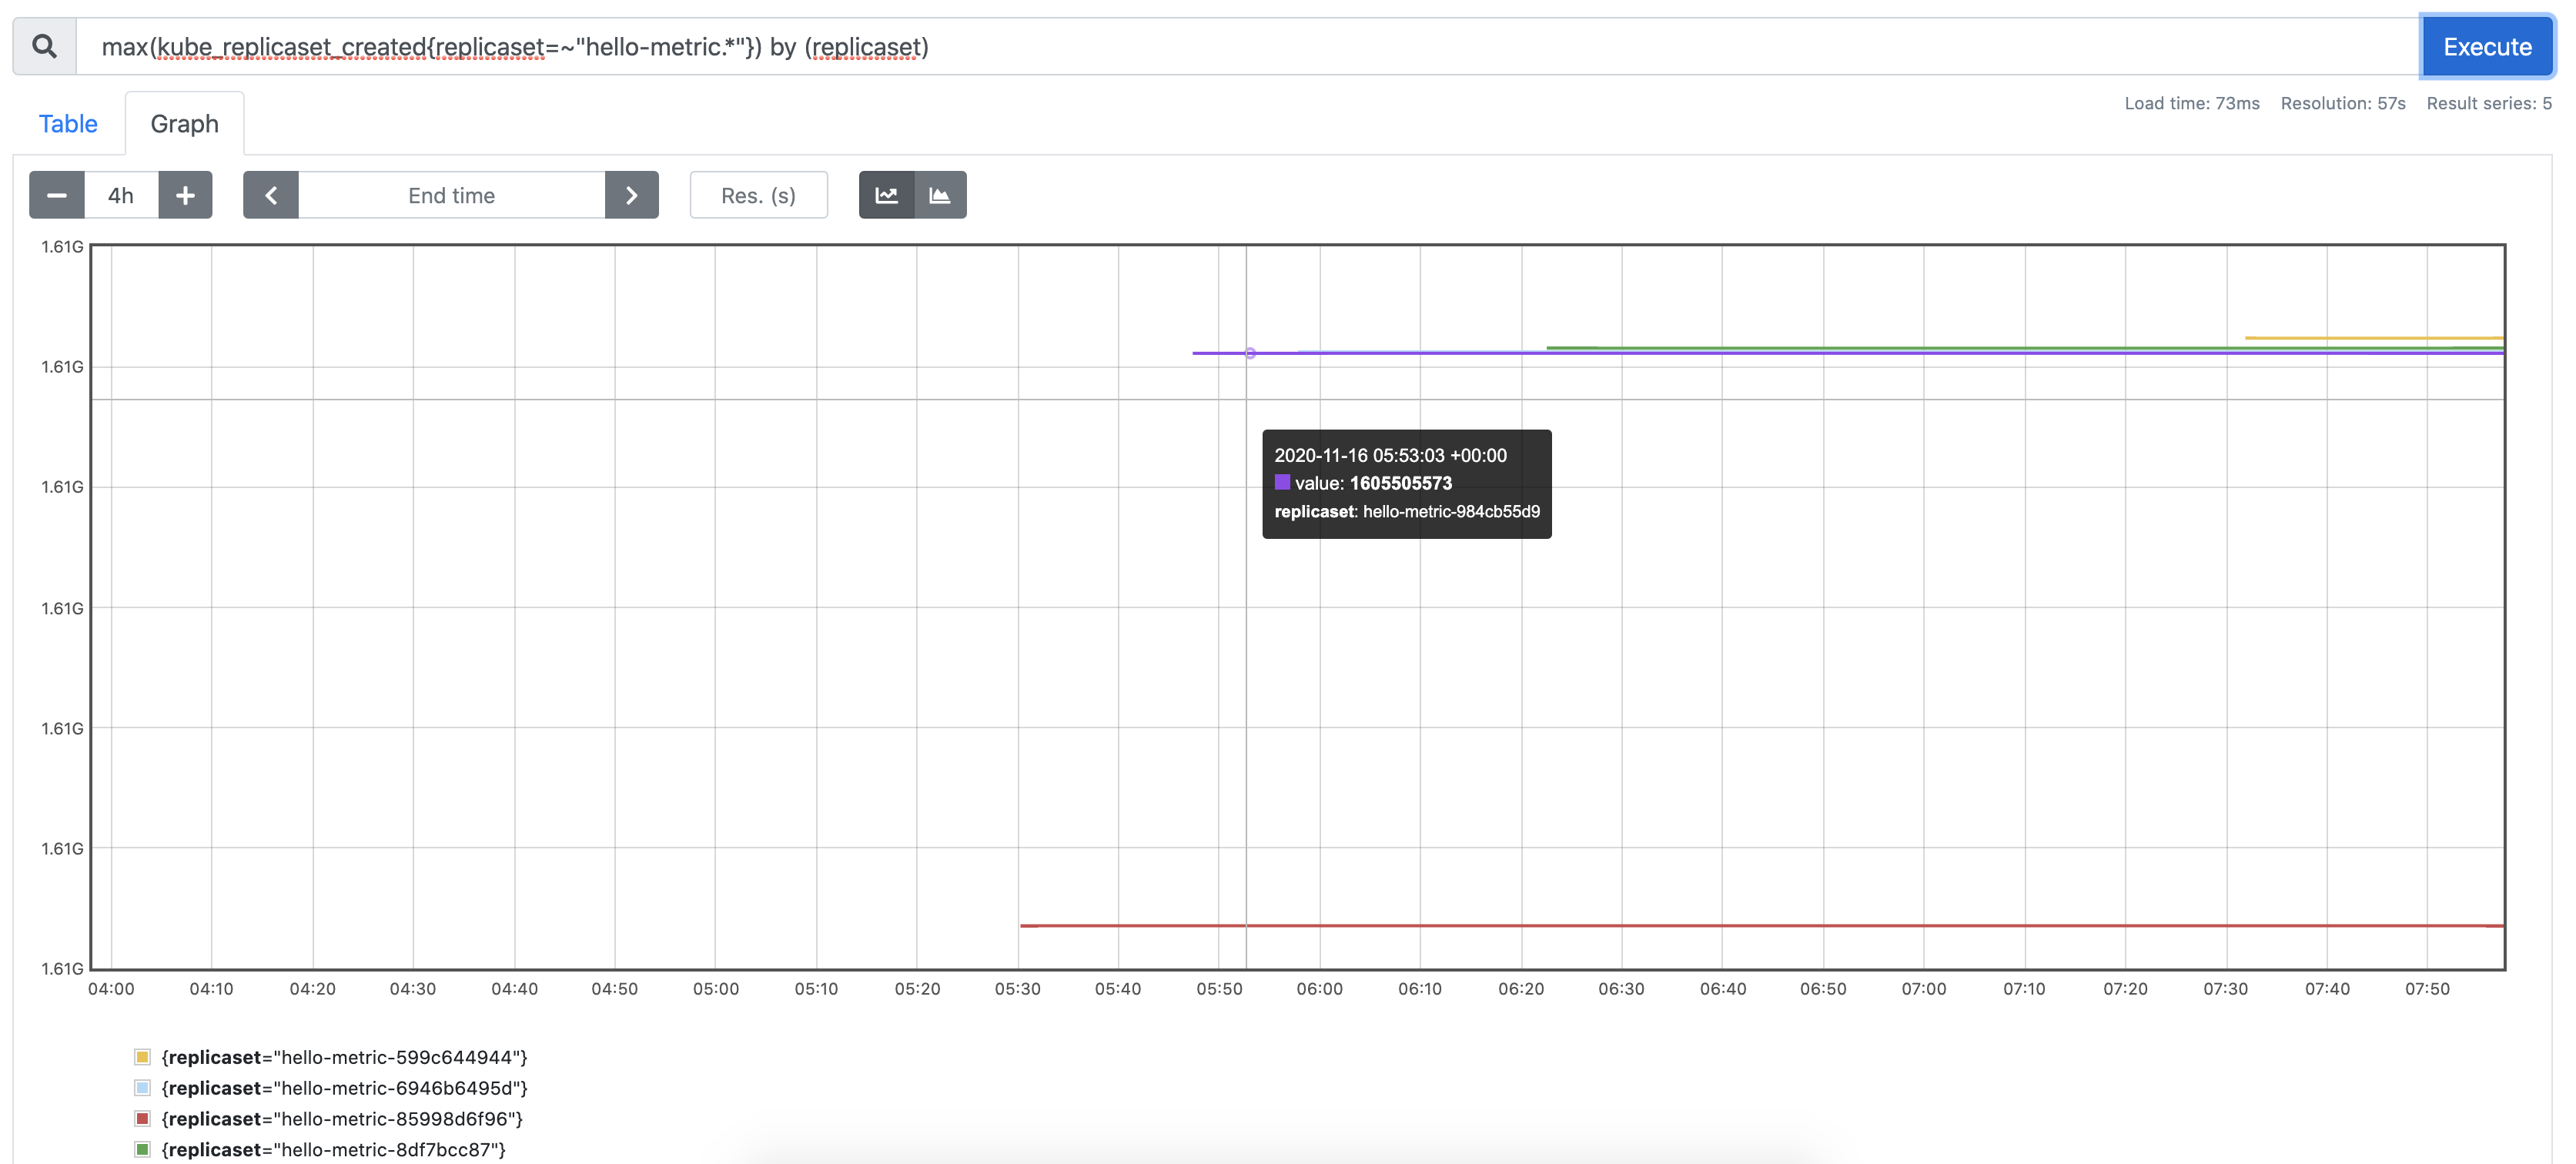 max(kube_replicaset_created{replicaset=~"hello-metric.*"}) by (replicaset)
Execute
Load time: 73ms Resolution: 57s Result series: 5
Table
Graph
4h
End time
Res. (s)
1.61G
1.61G
1.61G
1.61G
1.61G
1.61G
1.61G
2020-11-16 05:53:03 +00:00
value: 1605505573
replicaset: hello-metric-984cb55d9
04:00 04:10 04:20 04:30 04:40 04:50 05:00 05:10 05:20 05:30 05:40 05:50 06:00 06:10 06:20 06:30 06:40 06:50 07:00 07:10 07:20 07:30 07:40 07:50
{replicaset="hello-metric-599c644944"}
{replicaset="hello-metric-6946b6495d"}
{replicaset="hello-metric-85998d6f96"}
{replicaset="hello-metric-8df7bcc87"}